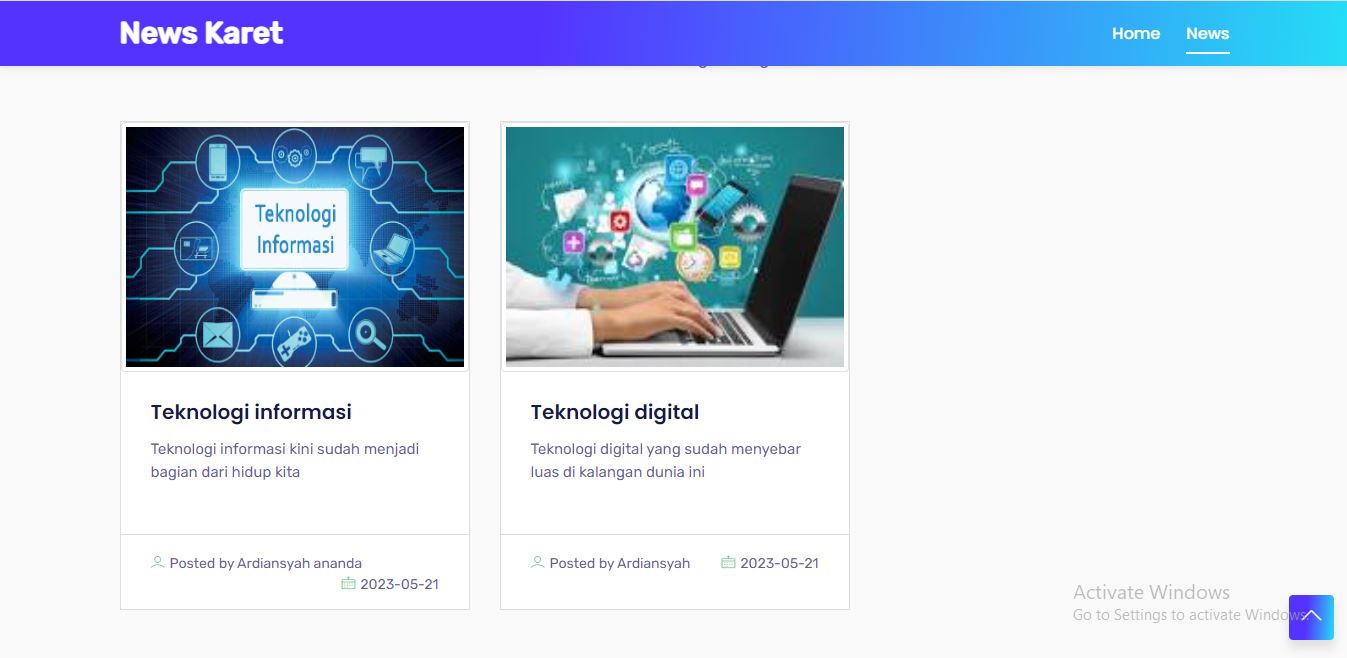 News Karet
Home
News
Teknologi
Informasi
Teknologi informasi
Teknologi informasi kini sudah menjadi
bagian dari hidup kita
Posted by Ardiansyah ananda
2023-05-21
Teknologi digital
Teknologi digital yang sudah menyebar
luas di kalangan dunia ini
Posted by Ardiansyah
2023-05-21
Activate Windows
Go to Settings to activate Windows.